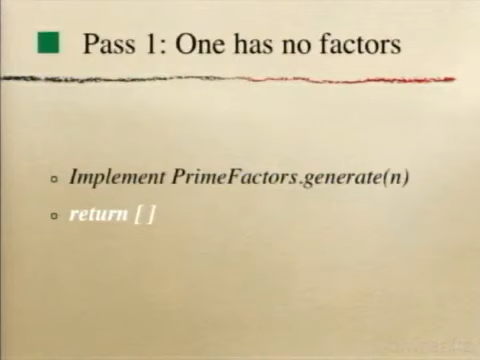 Pass 1: One has no factors
Implement PrimeFactors.generate(n)
return [ ]